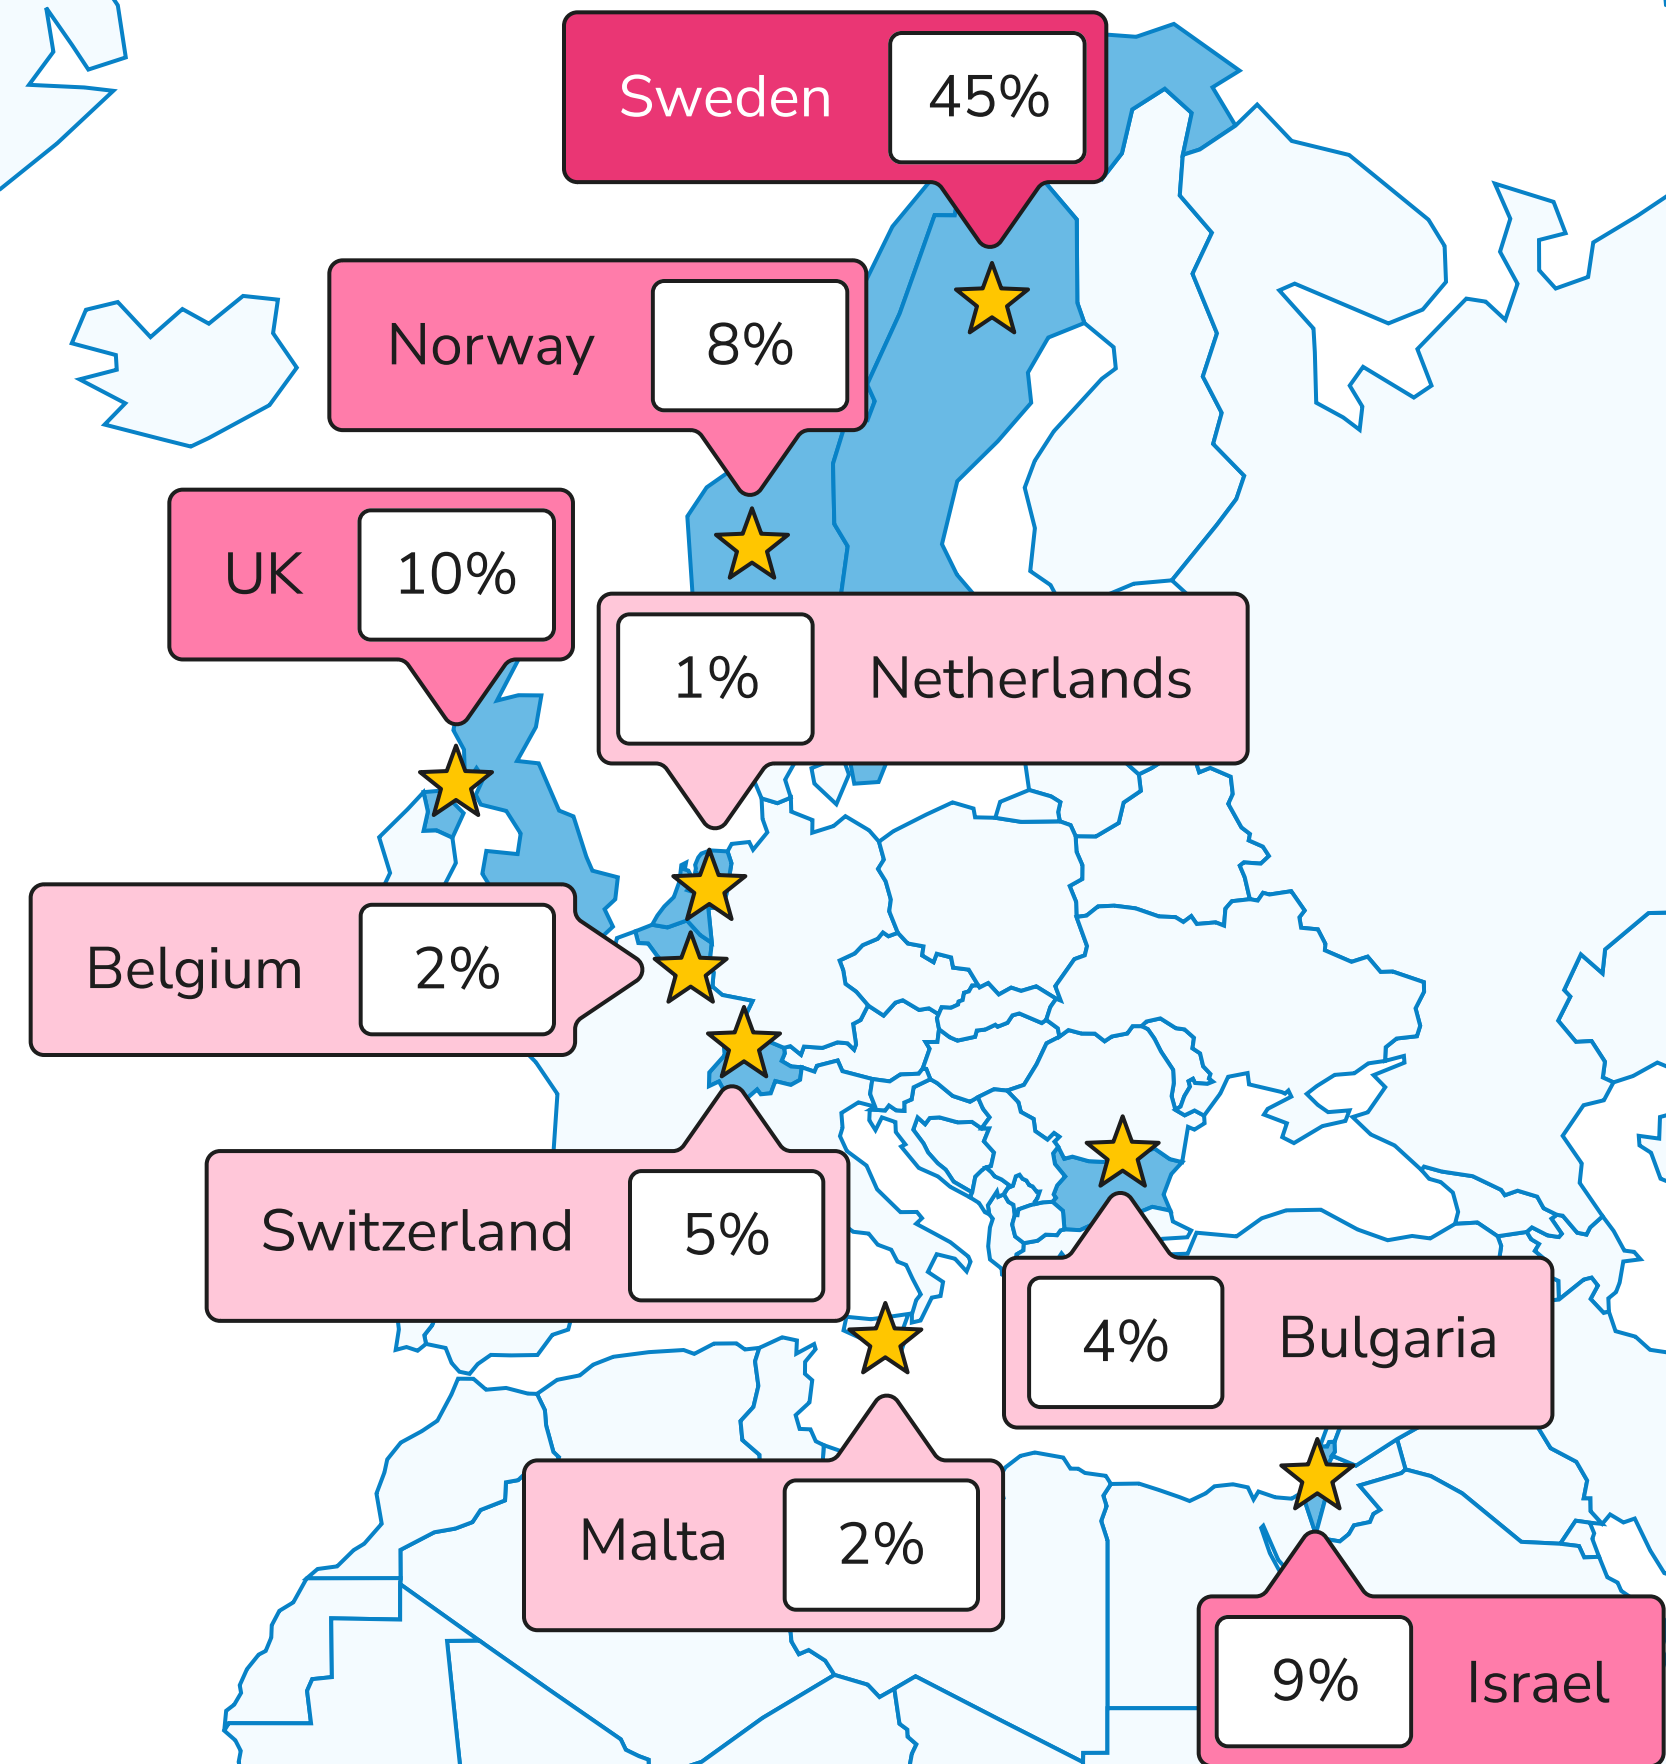 Sweden 45%
Norway 8%
UK 10%
1% Netherlands
Belgium 2%
Switzerland 5%
4% Bulgaria
Malta 2%
9% Israel